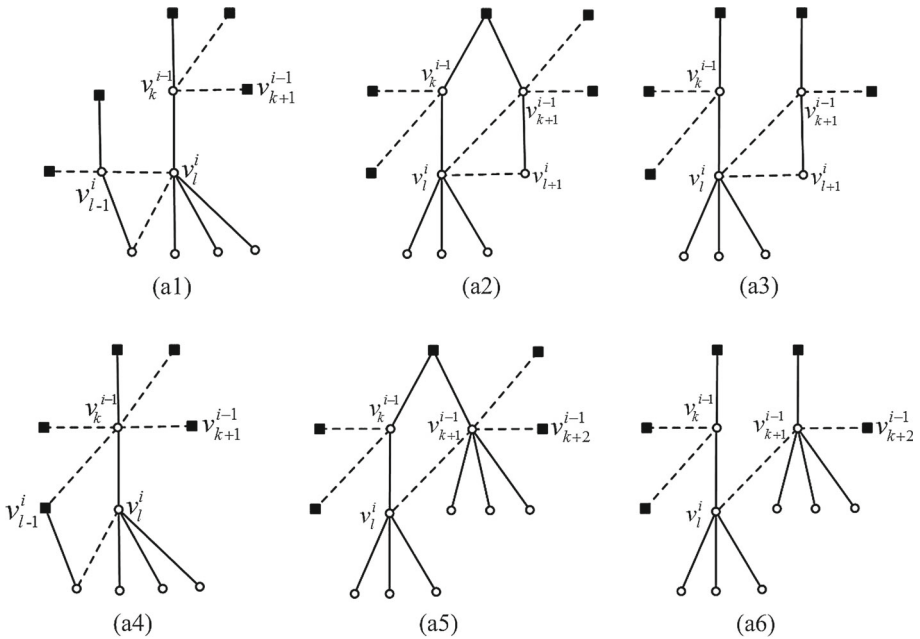 v_k^{i-1} v_{k+1}^{i-1}
v_{l-1}^i v_l^i
(a1)
v_k^{i-1} v_{k+1}^{i-1}
v_l^i v_{l+1}^i
(a2)
v_k^{i-1} v_{k+1}^{i-1}
v_l^i v_{l+1}^i
(a3)
v_k^{i-1} v_{k+1}^{i-1}
v_{l-1}^i v_l^i
(a4)
v_k^{i-1} v_{k+1}^{i-1} v_{k+2}^{i-1}
v_l^i
(a5)
v_k^{i-1} v_{k+1}^{i-1} v_{k+2}^{i-1}
v_l^i
(a6)